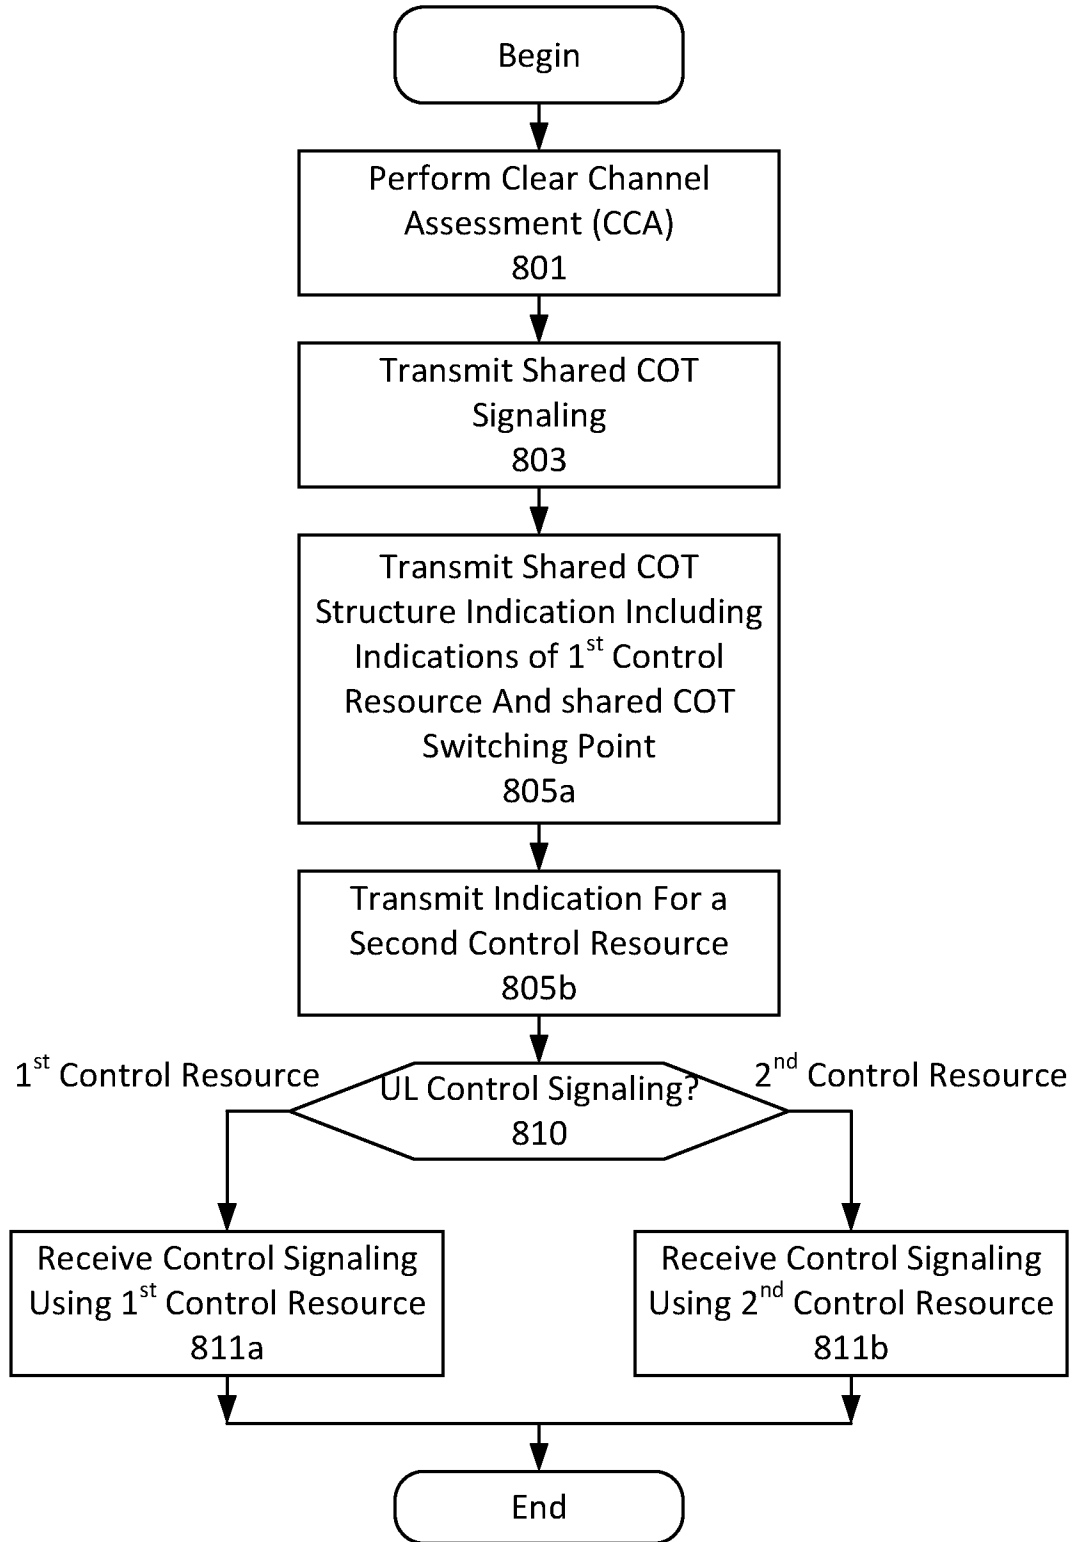 Begin
Perform Clear Channel
Assessment (CCA)
801
Transmit Shared COT
Signaling
803
Transmit Shared COT
Structure Indication Including
Indications of 1st Control
Resource And shared COT
Switching Point
805a
Transmit Indication For a
Second Control Resource
805b
1st Control Resource
UL Control Signaling?
810
2nd Control Resource
Receive Control Signaling
Using 1st Control Resource
811a
Receive Control Signaling
Using 2nd Control Resource
811b
End